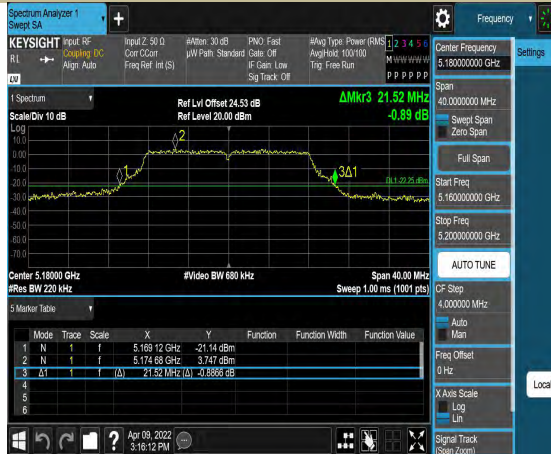 Spectrum Analyzer 1
Swept SA
+
Frequency
KEYSIGHT Input: RF Input Z: 50 Ω #Atten: 30 dB PNO: Fast #Avg Type: Power (RMS 1 2 3 4 5 6
RL Coupling: DC Corr CCorr µW Path: Standard Gate: Off Avg|Hold: 100/100 M W W W W W
Align: Auto Freq Ref: Int (S) IF Gain: Low Trig: Free Run
Sig Track: Off P P P P P P
1 Spectrum
Ref Lvl Offset 24.53 dB ΔMkr3 21.52 MHz
Scale/Div 10 dB Ref Level 20.00 dBm -0.89 dB
Log
10.0
0.00
-10.0
-20.0
-30.0
-40.0
-50.0
-60.0
-70.0
1
2
3Δ1
DL1 -22.25 dBm
Center 5.18000 GHz #Video BW 680 kHz Span 40.00 MHz
#Res BW 220 kHz Sweep 1.00 ms (1001 pts)
5 Marker Table
Mode Trace Scale X Y Function Function Width Function Value
1 N 1 f 5.169 12 GHz -21.14 dBm
2 N 1 f 5.174 68 GHz 3.747 dBm
3 Δ1 1 f (Δ) 21.52 MHz (Δ) -0.8866 dB
4
5
6
Apr 09, 2022
3:16:12 PM
Center Frequency
5.180000000 GHz
Span
40.0000000 MHz
Swept Span
Zero Span
Full Span
Start Freq
5.160000000 GHz
Stop Freq
5.200000000 GHz
AUTO TUNE
CF Step
4.000000 MHz
Auto
Man
Freq Offset
0 Hz
X Axis Scale
Log
Lin
Signal Track
(Span Zoom)
Settings
Local